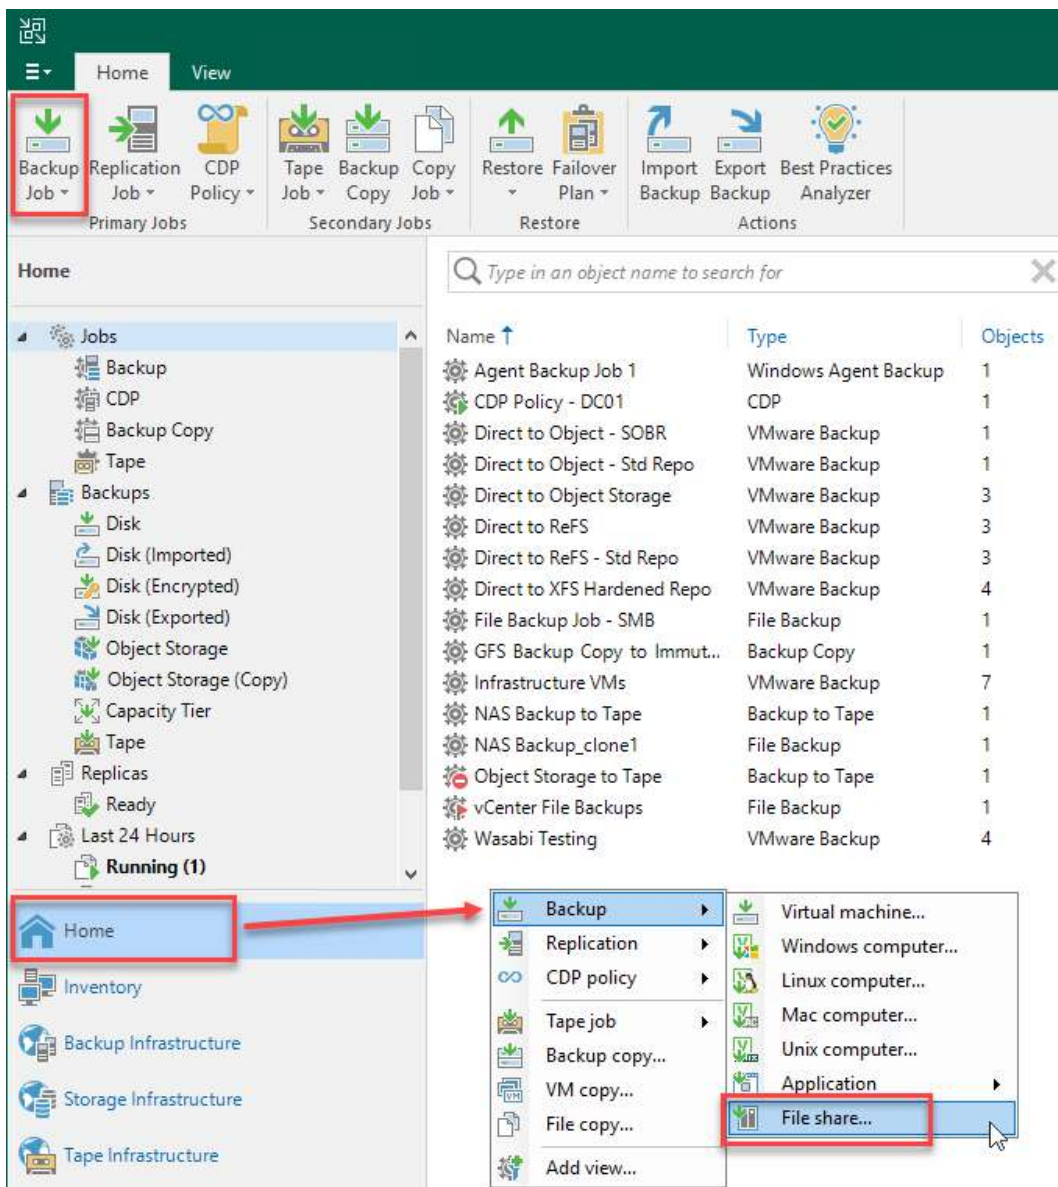 Home View
Backup Job
Replication Job
CDP Policy
Primary Jobs
Tape Job
Backup Copy
Copy Job
Secondary Jobs
Restore
Failover Plan
Restore
Import Backup
Export Backup
Best Practices Analyzer
Actions
Home
Type in an object name to search for
Jobs
Backup
CDP
Backup Copy
Tape
Backups
Disk
Disk (Imported)
Disk (Encrypted)
Disk (Exported)
Object Storage
Object Storage (Copy)
Capacity Tier
Tape
Replicas
Ready
Last 24 Hours
Running (1)
Home
Inventory
Backup Infrastructure
Storage Infrastructure
Tape Infrastructure
Name Type Objects
Agent Backup Job 1 Windows Agent Backup 1
CDP Policy - DC01 CDP 1
Direct to Object - SOBR VMware Backup 1
Direct to Object - Std Repo VMware Backup 1
Direct to Object Storage VMware Backup 3
Direct to ReFS VMware Backup 3
Direct to ReFS - Std Repo VMware Backup 3
Direct to XFS Hardened Repo VMware Backup 4
File Backup Job - SMB File Backup 1
GFS Backup Copy to Immut... Backup Copy 1
Infrastructure VMs VMware Backup 7
NAS Backup to Tape Backup to Tape 1
NAS Backup_clone1 File Backup 1
Object Storage to Tape Backup to Tape 1
vCenter File Backups File Backup 1
Wasabi Testing VMware Backup 4
Backup
Replication
CDP policy
Tape job
Backup copy...
VM copy...
File copy...
Add view...
Virtual machine...
Windows computer...
Linux computer...
Mac computer...
Unix computer...
Application
File share...